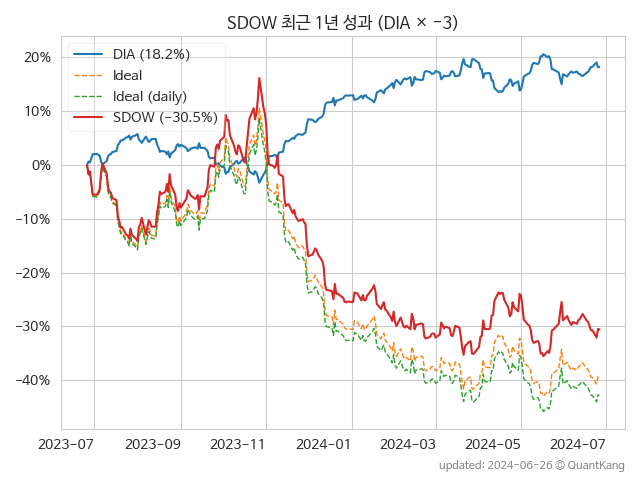 SDOW 최근 1년 성과 (DIA × −3)
DIA (18.2%)
Ideal
Ideal (daily)
SDOW (−30.5%)
20%
10%
0%
−10%
−20%
−30%
−40%
2023-07 2023-09 2023-11 2024-01 2024-03 2024-05 2024-07
updated: 2024-06-26 © QuantKang